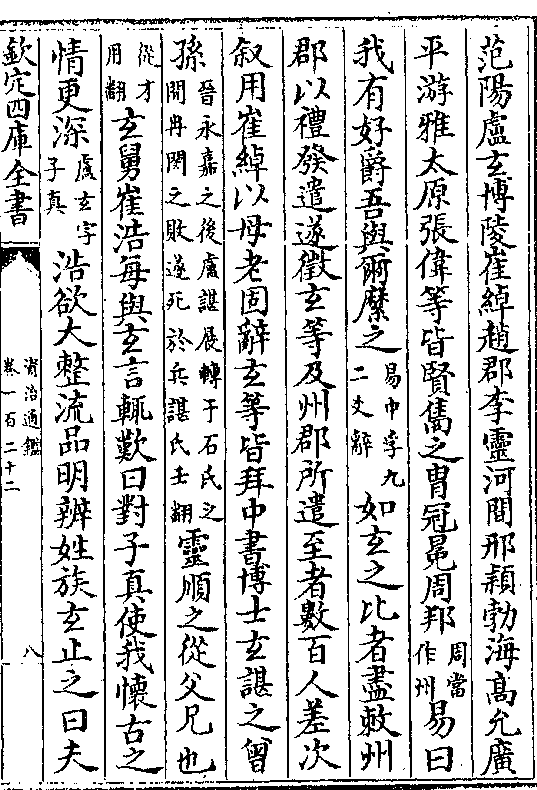 范陽盧玄博陵崔綽趙郡李靈河間邢穎勃海高允廣
平游雅太原張偉等皆賢儁之胄冠冕周邦周當作州易曰
我有好爵吾與爾縻之易中孚九二爻辭如玄之比者盡敕州
郡以禮發遣遂徵玄等及州郡所遣至者數百人差次
叙用崔綽以母老固辭玄等皆拜中書博士玄諶之曾
孫晉永嘉之後盧諶展轉于石氏之間冉閔之敗遂死於兵諶氏壬翻靈順之從父兄也
從才用翻玄舅崔浩每與玄言輒歎曰對子真使我懷古之
情更深盧玄字子真浩欲大整流品明辨姓族玄止之曰夫
欽定四庫全書
資治通鑑
卷一百二十二
八